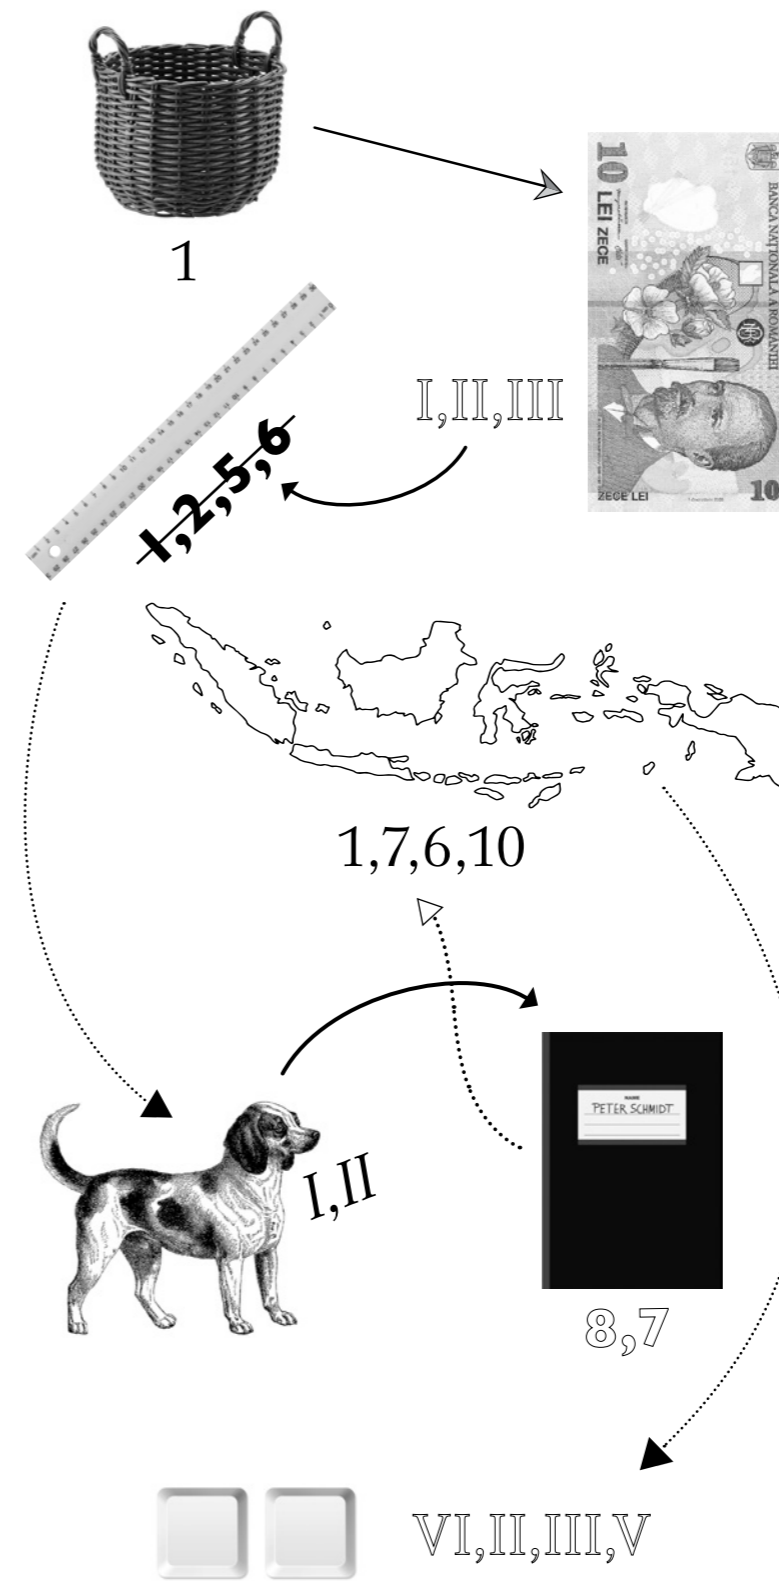 1
10 LEI ZECE
BANCA NAȚIONALĂ A ROMÂNIEI
I,II,III
1,2,5,6
ZECE LEI
10
1,7,6,10
I,II
NAME
PETER SCHMIDT
8,7
VI,II,III,V